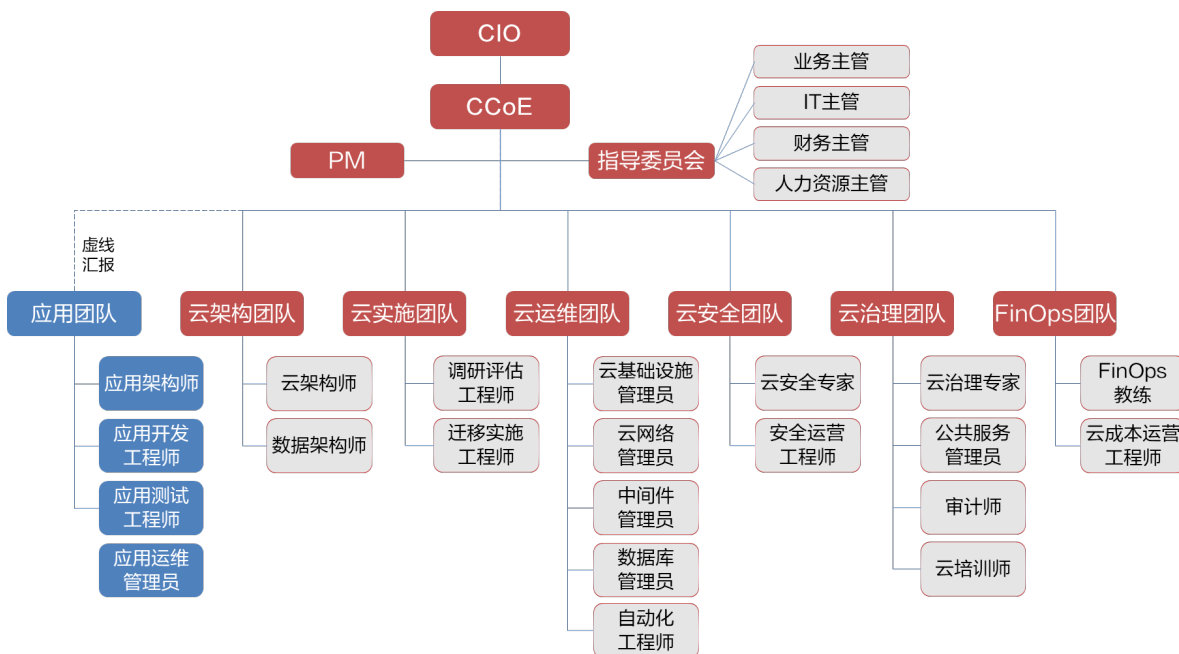 CIO
CCoE
PM
指导委员会
业务主管
IT主管
财务主管
人力资源主管
虚线
汇报
应用团队
云架构团队
云实施团队
云运维团队
云安全团队
云治理团队
FinOps团队
应用架构师
应用开发
工程师
应用测试
工程师
应用运维
管理员
云架构师
数据架构师
调研评估
工程师
迁移实施
工程师
云基础设施
管理员
云网络
管理员
中间件
管理员
数据库
管理员
自动化
工程师
云安全专家
安全运营
工程师
云治理专家
公共服务
管理员
审计师
云培训师
FinOps
教练
云成本运营
工程师